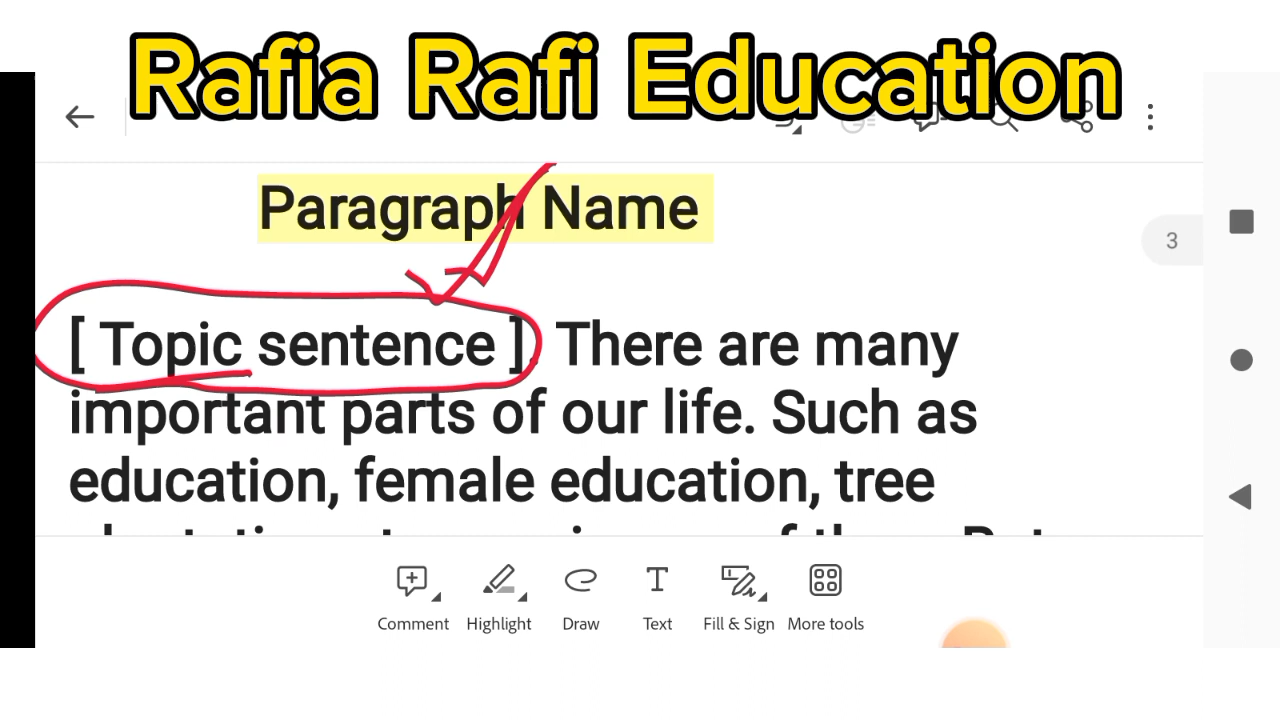 Rafia Rafi Education
Paragraph Name
3
[ Topic sentence ]. There are many
important parts of our life. Such as
education, female education, tree
Comment Highlight Draw Text Fill & Sign More tools